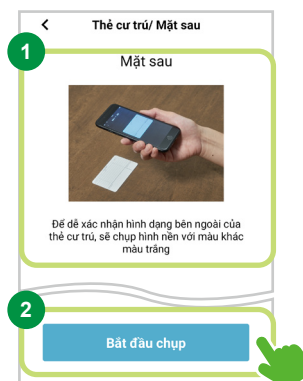 Thẻ cư trú/ Mặt sau
1
Mặt sau
Để dễ xác nhận hình dạng bên ngoài của
thẻ cư trú, sẽ chụp hình nền với màu khác
màu trắng
2
Bắt đầu chụp